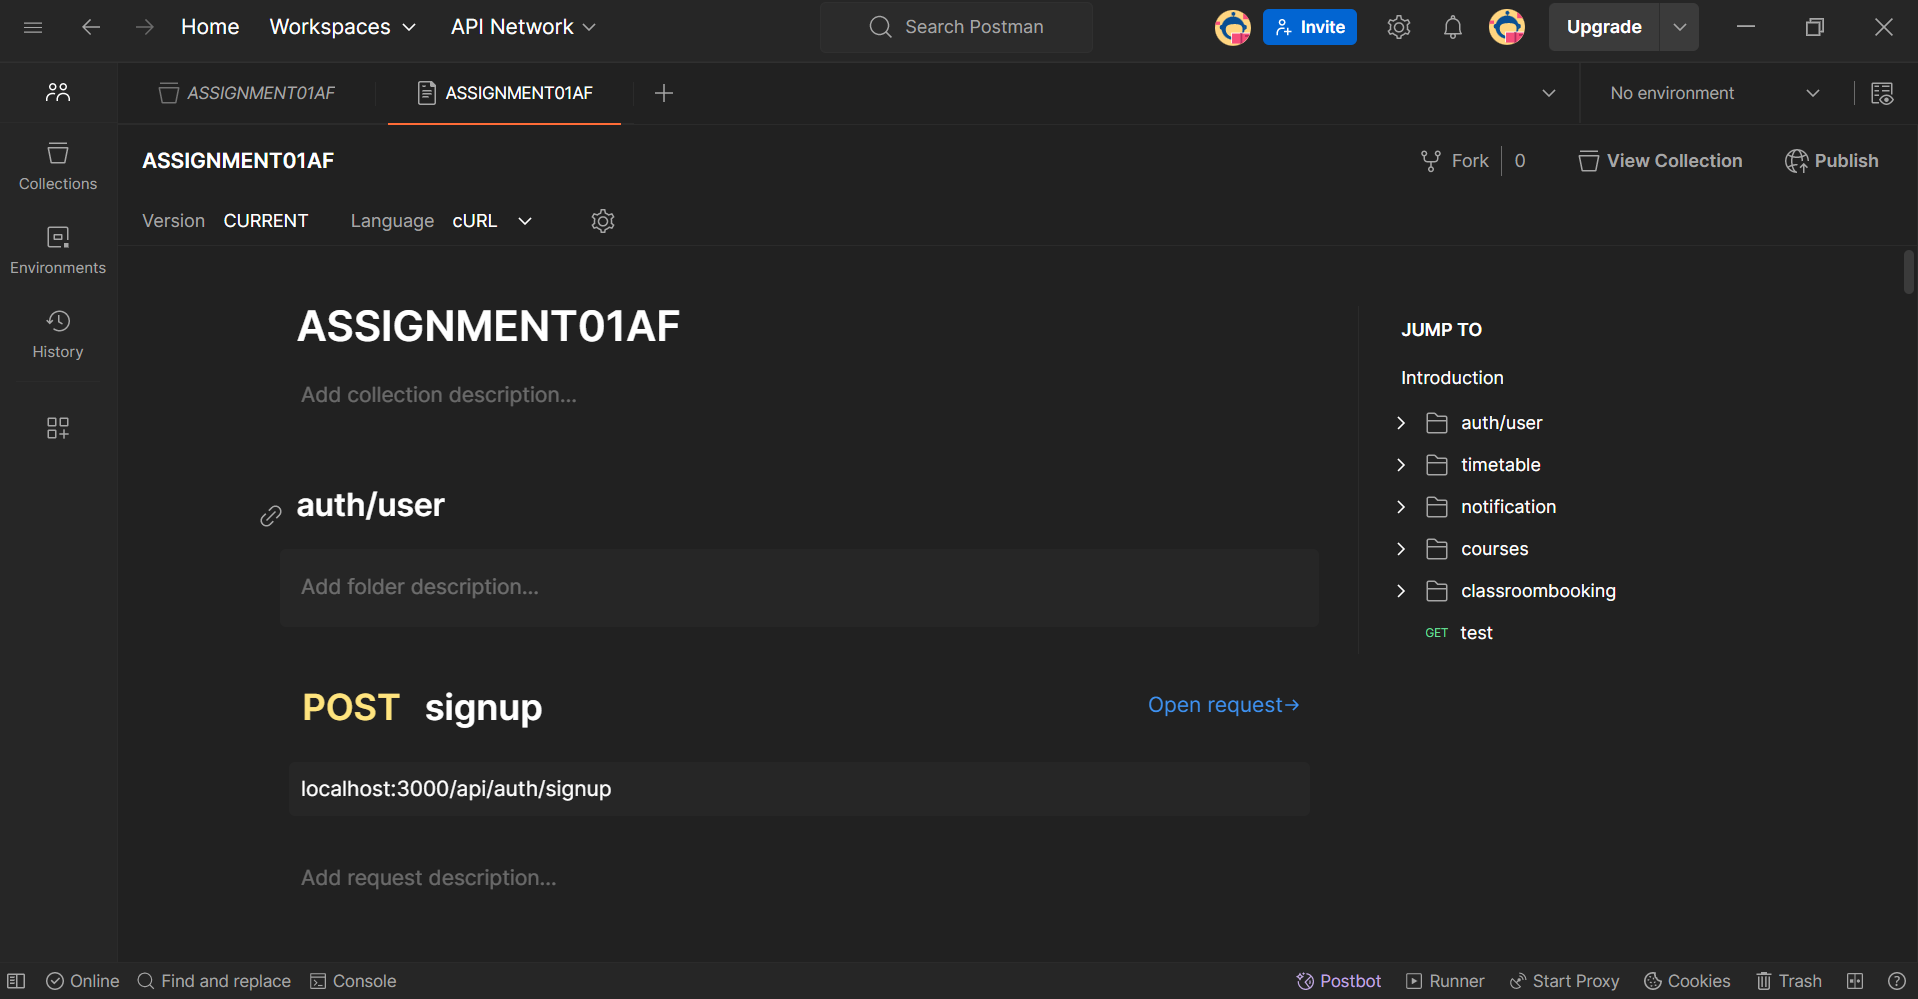 Home Workspaces API Network Search Postman Invite Upgrade
ASSIGNMENT01AF ASSIGNMENT01AF No environment
ASSIGNMENT01AF Fork 0 View Collection Publish
Version CURRENT Language cURL
Collections
Environments
History
ASSIGNMENT01AF
Add collection description...
auth/user
Add folder description...
POST signup Open request→
localhost:3000/api/auth/signup
Add request description...
JUMP TO
Introduction
auth/user
timetable
notification
courses
classroombooking
GET test
Online Find and replace Console Postbot Runner Start Proxy Cookies Trash